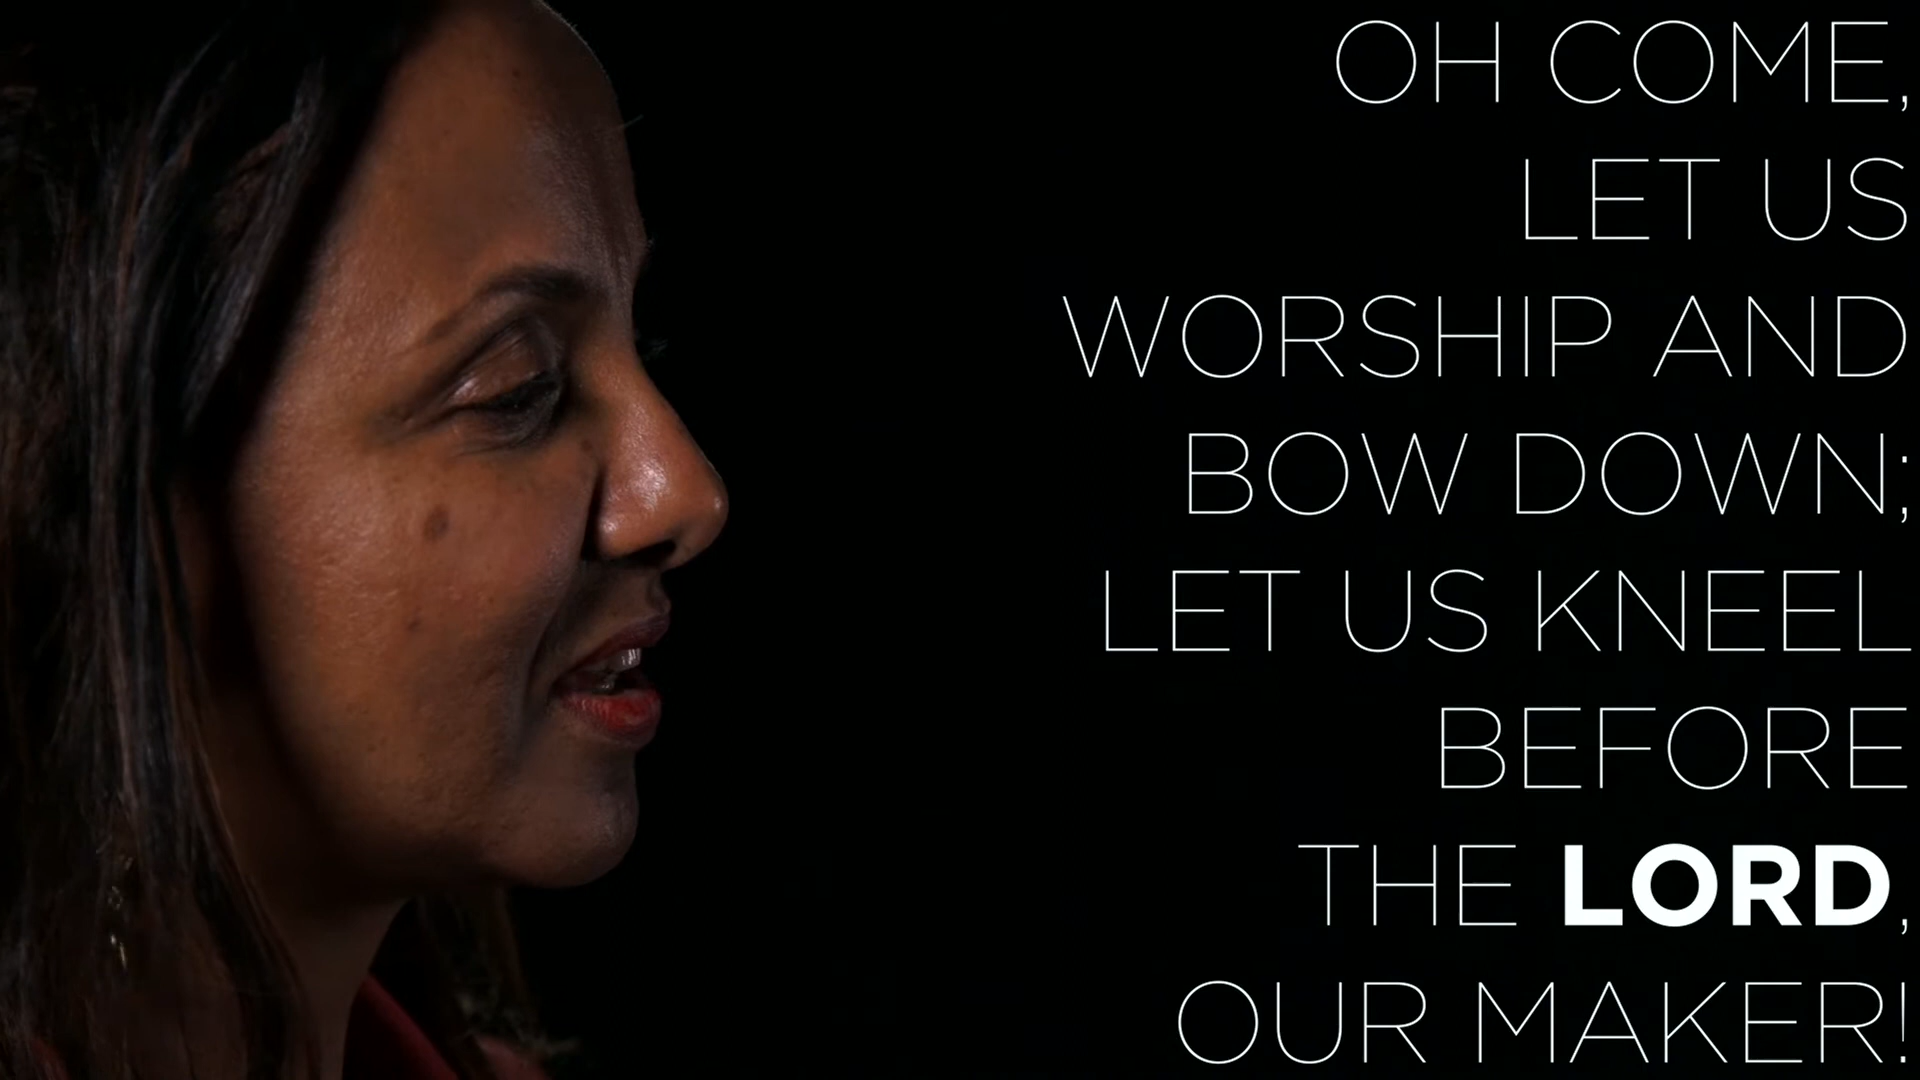 OH COME,
LET US
WORSHIP AND
BOW DOWN;
LET US KNEEL
BEFORE
THE LORD,
OUR MAKER!